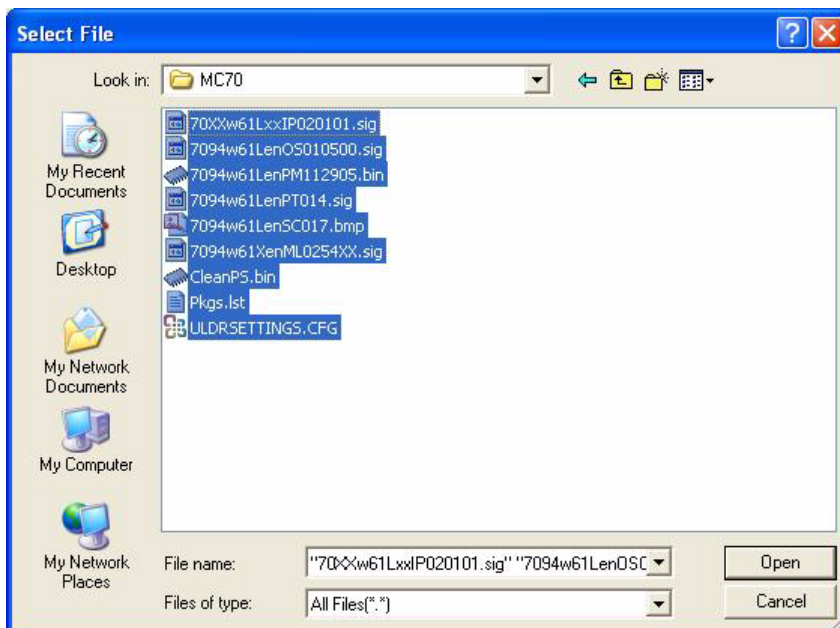 Select File
Look in: MC70
70XXw61LxxIP020101.sig
7094w61LenOS010500.sig
7094w61LenPM112905.bin
7094w61LenPT014.sig
7094w61LenSC017.bmp
7094w61XenML0254XX.sig
CleanPS.bin
Pkgs.lst
ULDRSETTINGS.CFG
My Recent
Documents
Desktop
My Network
Documents
My Computer
My Network
Places
File name: "70XXw61LxxIP020101.sig" "7094w61LenOSC
Open
Files of type: All Files(*.*)
Cancel